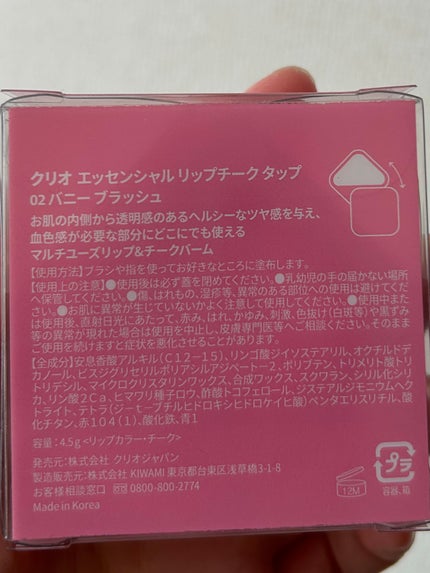 クリオ エッセンシャル リップチーク タップ
02 バニー ブラッシュ
お肌の内側から透明感のあるヘルシーなツヤ感を与え、
血色感が必要な部分にどこにでも使える
マルチユーズリップ&チークバーム
【使用方法】ブラシや指を使ってお好きなところに塗布します。
【使用上の注意】●使用後は必ず蓋を閉めてください。●乳幼児の手の届かない場所
へ保管してください。●傷、はれもの、湿疹等、異常のある部位への使用は避けてくだ
さい。●お肌に異常が生じていないかよく注意して使用してください。●使用中また
は使用後、直射日光にあたって、赤み、はれ、かゆみ、刺激、色抜け(白斑等)や黒ずみ
等の異常が現れた場合は使用を中止し、皮膚専門医等へご相談ください。そのまま
ご使用を続けますと症状を悪化させることがあります。
【全成分】安息香酸アルキル(C12-15)、リンゴ酸ジイソステアリル、オクチルドデ
カノール、ビスジグリセリルポリアシルアジペート-2、ポリブテン、トリメリト酸トリ
トリデシル、マイクロクリスタリンワックス、合成ワックス、スクワラン、シリル化シリ
カ、リン酸2Ca、ヒマワリ種子ロウ、酢酸トコフェロール、ジステアルジモニウムヘク
トライト、テトラ(ジ-t-ブチルヒドロキシヒドロケイヒ酸)ペンタエリスリチル、酸
化チタン、赤104(1)、酸化鉄、青1
容量:4.5g <リップカラー・チーク>
発売元:株式会社 クリオジャパン
製造販売元:株式会社 KIWAMI 東京都台東区浅草橋3-1-8
お客様相談窓口 0800-800-2774
Made in Korea
12M
プラ
容器、箱